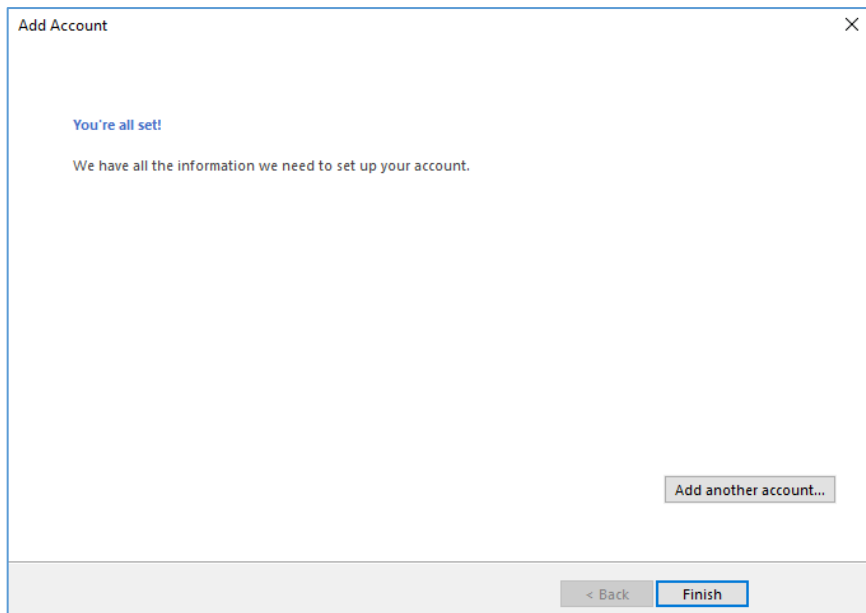 Add Account
You're all set!
We have all the information we need to set up your account.
Add another account...
< Back
Finish